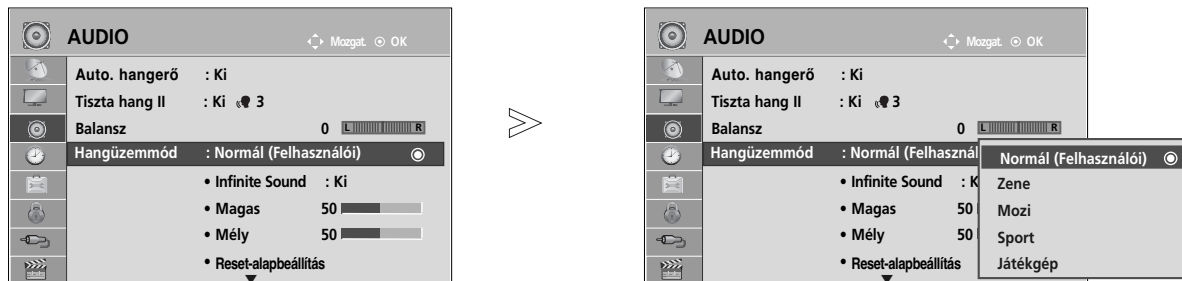 AUDIO
Mozgat. OK
Auto. hangerő : Ki
Tiszta hang II : Ki 3
Balansz 0 L R
Hangüzemmód : Normál (Felhasználói)
• Infinite Sound : Ki
• Magas 50
• Mély 50
• Reset-alapbeállítás
>
AUDIO
Mozgat. OK
Auto. hangerő : Ki
Tiszta hang II : Ki 3
Balansz 0 L R
Hangüzemmód : Normál (Felhasznál
• Infinite Sound : K
• Magas 50
• Mély 50
• Reset-alapbeállítás
Normál (Felhasználói)
Zene
Mozi
Sport
Játékgép